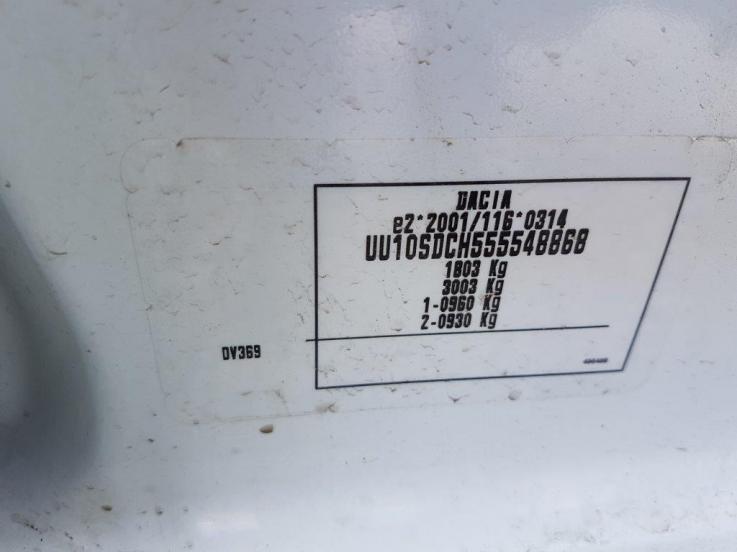 DACIA
e2*2001/116*0314
UU10SDCH555548868
1803 Kg
3003 Kg
1-0960 Kg
2-0930 Kg
DV369